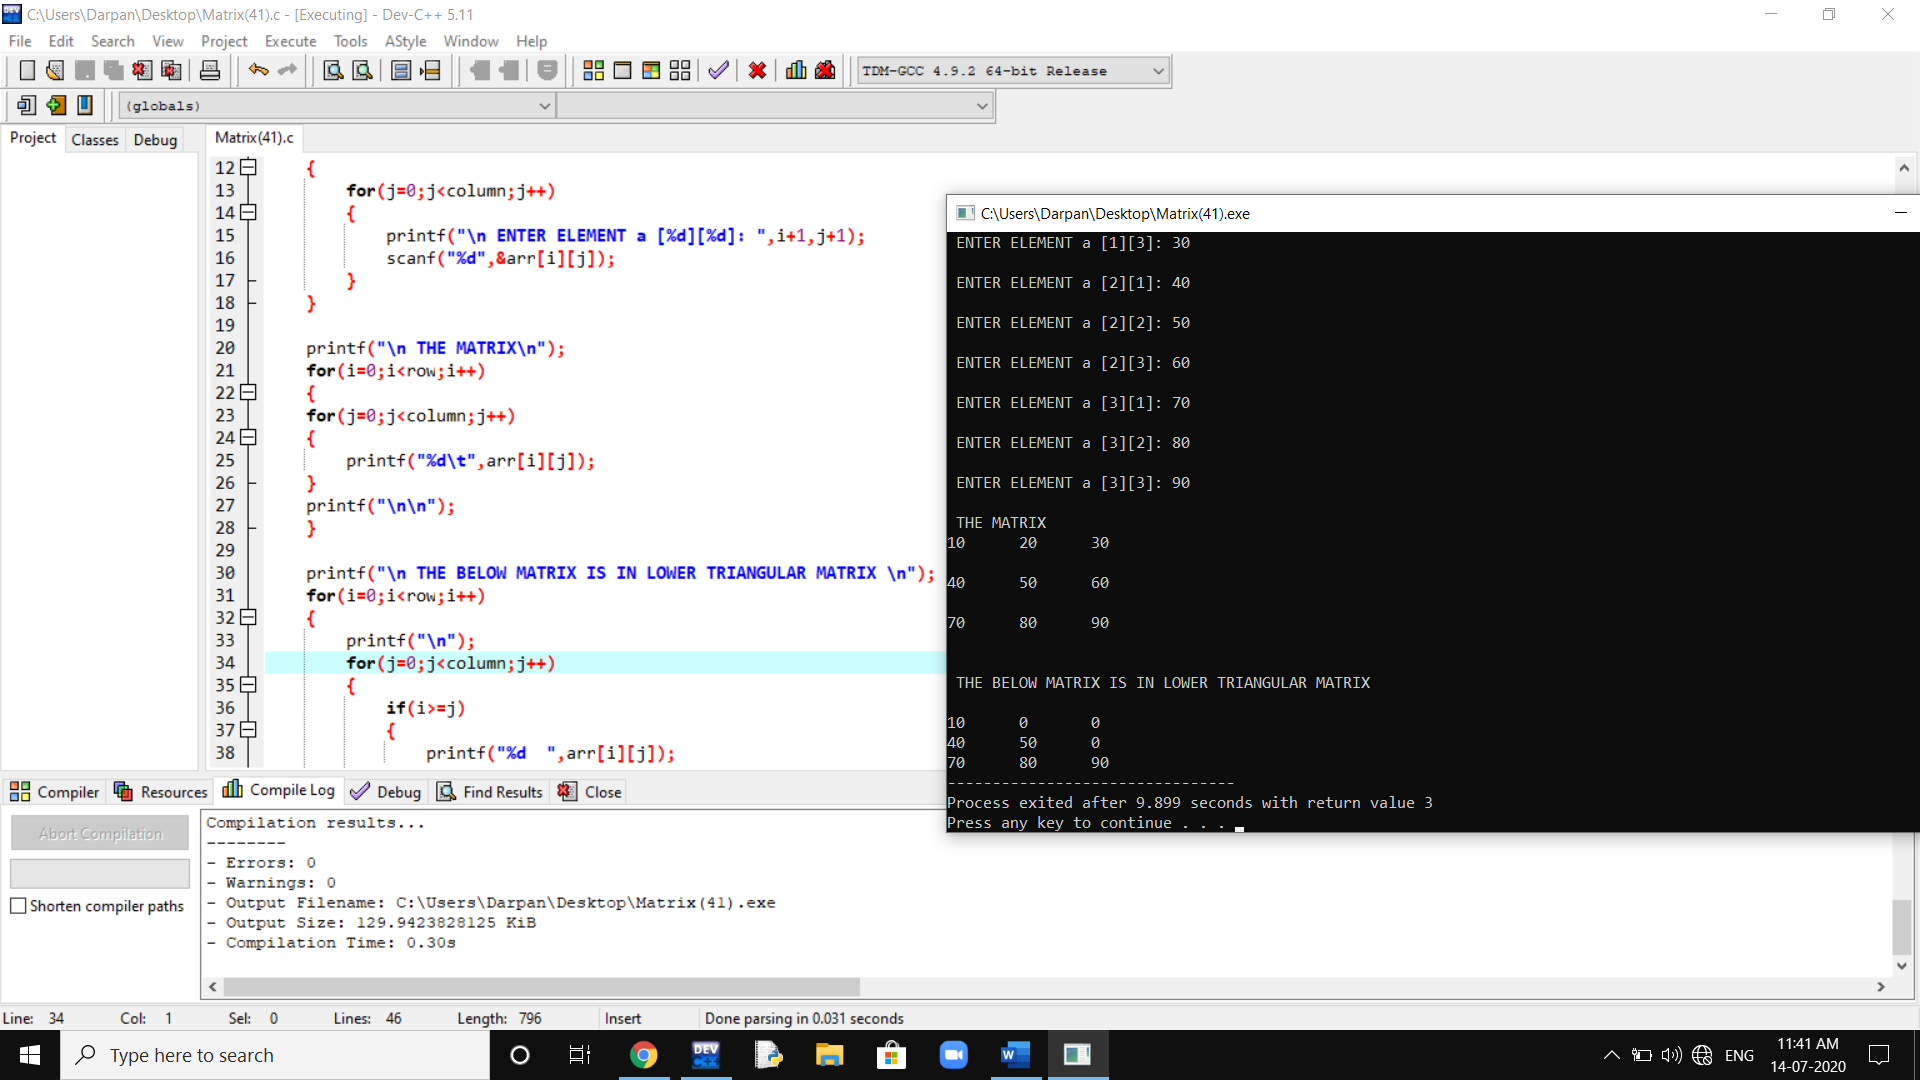 C:\Users\Darpan\Desktop\Matrix(41).c - [Executing] - Dev-C++ 5.11
File Edit Search View Project Execute Tools AStyle Window Help
TDM-GCC 4.9.2 64-bit Release
(globals)
Project Classes Debug
Matrix(41).c
12 {
13 for(j=0;j<column;j++)
14 {
15 printf("\n ENTER ELEMENT a [%d][%d]: ",i+1,j+1);
16 scanf("%d",&arr[i][j]);
17 }
18 }
19
20 printf("\n THE MATRIX\n");
21 for(i=0;i<row;i++)
22 {
23 for(j=0;j<column;j++)
24 {
25 printf("%d\t",arr[i][j]);
26 }
27 printf("\n\n");
28 }
29
30 printf("\n THE BELOW MATRIX IS IN LOWER TRIANGULAR MATRIX \n");
31 for(i=0;i<row;i++)
32 {
33 printf("\n");
34 for(j=0;j<column;j++)
35 {
36 if(i>=j)
37 {
38 printf("%d  ",arr[i][j]);
C:\Users\Darpan\Desktop\Matrix(41).exe
ENTER ELEMENT a [1][3]: 30
ENTER ELEMENT a [2][1]: 40
ENTER ELEMENT a [2][2]: 50
ENTER ELEMENT a [2][3]: 60
ENTER ELEMENT a [3][1]: 70
ENTER ELEMENT a [3][2]: 80
ENTER ELEMENT a [3][3]: 90
THE MATRIX
10 20 30
40 50 60
70 80 90
THE BELOW MATRIX IS IN LOWER TRIANGULAR MATRIX
10 0 0
40 50 0
70 80 90
--------------------------------
Process exited after 9.899 seconds with return value 3
Press any key to continue . . .
Compiler Resources Compile Log Debug Find Results Close
Abort Compilation
Shorten compiler paths
Compilation results...
--------
- Errors: 0
- Warnings: 0
- Output Filename: C:\Users\Darpan\Desktop\Matrix(41).exe
- Output Size: 129.9423828125 KiB
- Compilation Time: 0.30s
Line: 34 Col: 1 Sel: 0 Lines: 46 Length: 796 Insert Done parsing in 0.031 seconds
Type here to search
DEV C++
W
ENG
11:41 AM
14-07-2020